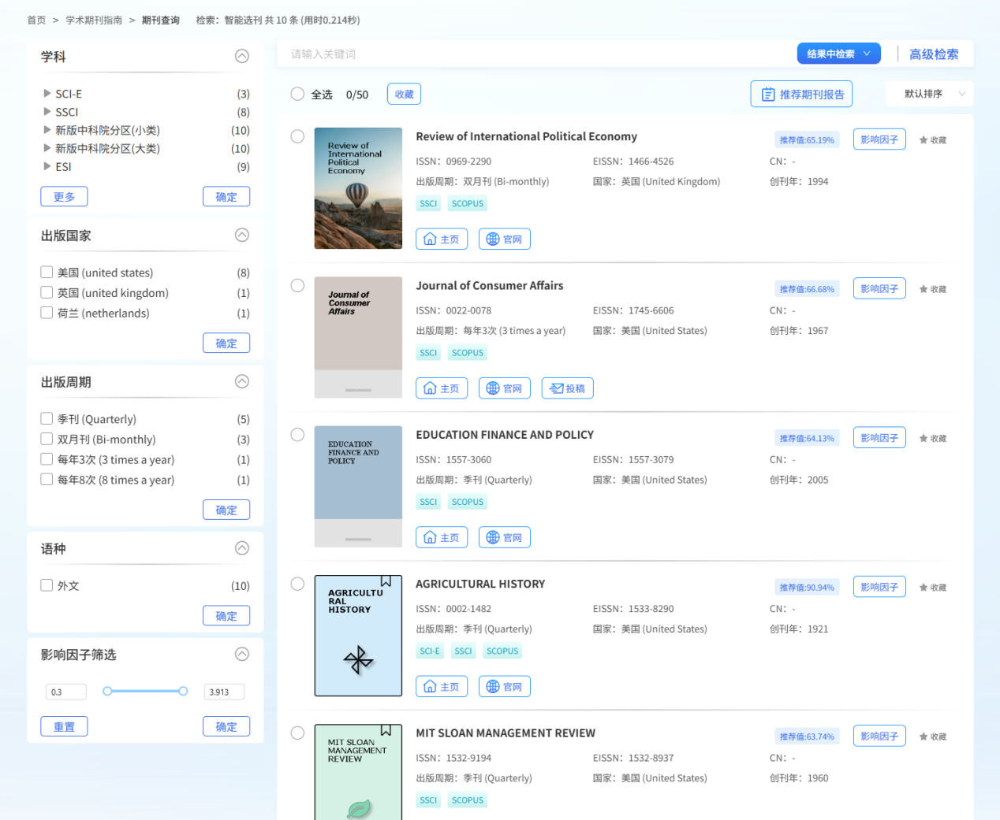 首页 > 学术期刊指南 > 期刊查询 检索：智能选刊 共 10 条 (用时0.214秒)
学科
SCI-E (3)
SSCI (8)
新版中科院分区(小类) (10)
新版中科院分区(大类) (10)
ESI (9)
更多 确定
出版国家
美国 (united states) (8)
英国 (united kingdom) (1)
荷兰 (netherlands) (1)
确定
出版周期
季刊 (Quarterly) (5)
双月刊 (Bi-monthly) (3)
每年3次 (3 times a year) (1)
每年8次 (8 times a year) (1)
确定
语种
外文 (10)
确定
影响因子筛选
0.3 3.913
重置 确定
请输入关键词 结果中检索 高级检索
全选 0/50 收藏 推荐期刊报告 默认排序
Review of
International
Political
Economy
Review of International Political Economy 推荐值:65.19% 影响因子 收藏
ISSN：0969-2290 EISSN：1466-4526 CN：-
出版周期：双月刊 (Bi-monthly) 国家：英国 (United Kingdom) 创刊年：1994
SSCI SCOPUS
主页 官网
Journal of
Consumer
Affairs
Journal of Consumer Affairs 推荐值:66.68% 影响因子 收藏
ISSN：0022-0078 EISSN：1745-6606 CN：-
出版周期：每年3次 (3 times a year) 国家：美国 (United States) 创刊年：1967
SSCI SCOPUS
主页 官网 投稿
EDUCATION
FINANCE AND
POLICY
EDUCATION FINANCE AND POLICY 推荐值:64.13% 影响因子 收藏
ISSN：1557-3060 EISSN：1557-3079 CN：-
出版周期：季刊 (Quarterly) 国家：美国 (United States) 创刊年：2005
SSCI SCOPUS
主页 官网
AGRICULTU
RAL
HISTORY
AGRICULTURAL HISTORY 推荐值:90.94% 影响因子 收藏
ISSN：0002-1482 EISSN：1533-8290 CN：-
出版周期：季刊 (Quarterly) 国家：美国 (United States) 创刊年：1921
SCI-E SSCI SCOPUS
主页 官网
MIT SLOAN
MANAGEMENT
REVIEW
MIT SLOAN MANAGEMENT REVIEW 推荐值:63.74% 影响因子 收藏
ISSN：1532-9194 EISSN：1532-8937 CN：-
出版周期：季刊 (Quarterly) 国家：美国 (United States) 创刊年：1960
SSCI SCOPUS